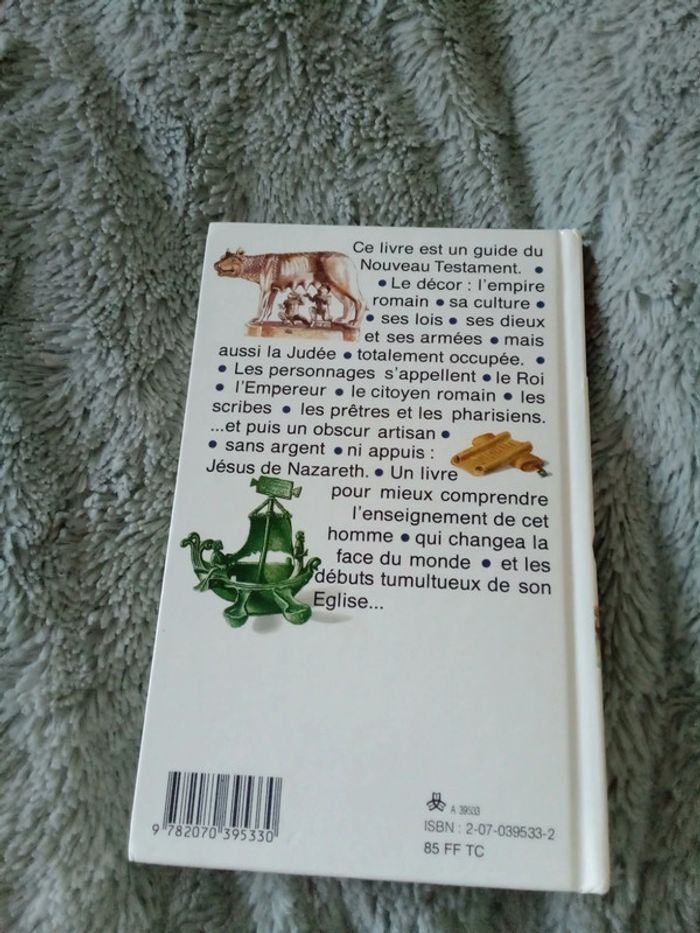 Ce livre est un guide du
Nouveau Testament. •
• Le décor : l'empire
romain • sa culture •
• ses lois • ses dieux
et ses armées • mais
aussi la Judée • totalement occupée. •
• Les personnages s'appellent • le Roi
• l'Empereur • le citoyen romain • les
scribes • les prêtres et les pharisiens.
...et puis un obscur artisan •
• sans argent • ni appuis :
Jésus de Nazareth. • Un livre
pour mieux comprendre
l'enseignement de cet
homme • qui changea la
face du monde • et les
débuts tumultueux de son
Eglise...
A 39533
ISBN : 2-07-039533-2
85 FF TC
9 782070 395330